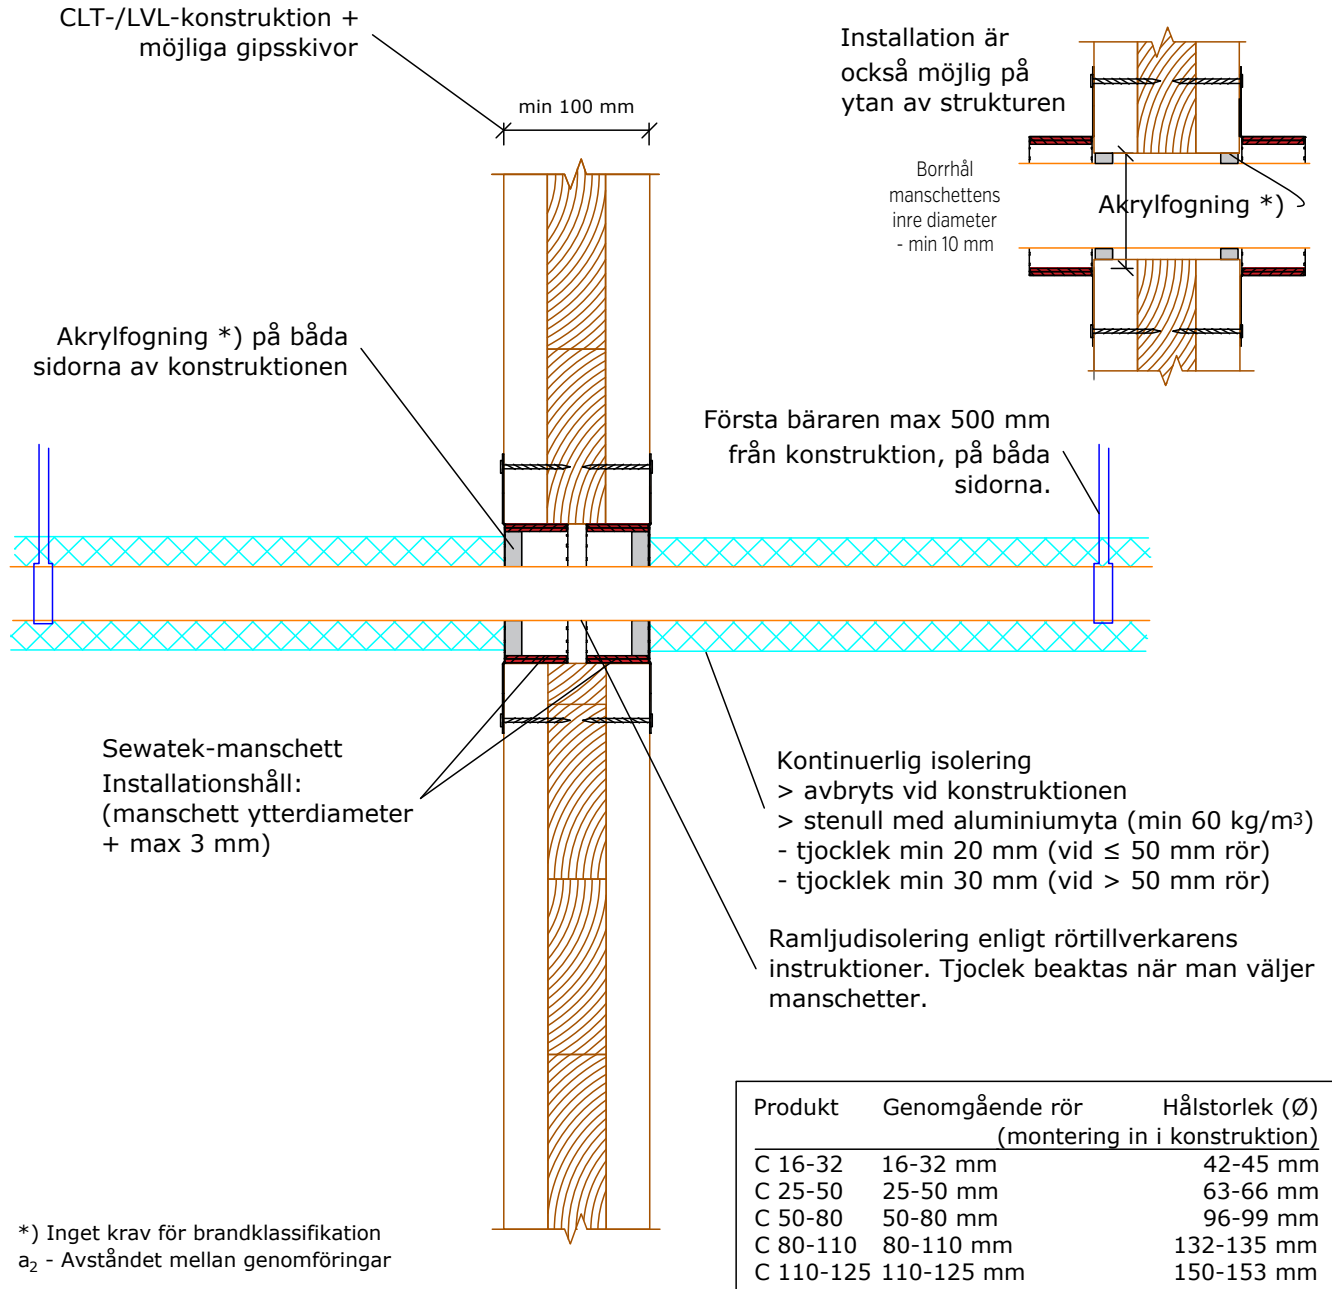 CLT-/LVL-konstruktion +
möjliga gipsskivor
min 100 mm
Installation är
också möjlig på
ytan av strukturen
Borrhål
manschettens
inre diameter
- min 10 mm
Akrylfogning *)
Akrylfogning *) på båda
sidorna av konstruktionen
Första bäraren max 500 mm
från konstruktion, på båda
sidorna.
Sewatek-manschett
Installationshåll:
(manschett ytterdiameter
+ max 3 mm)
Kontinuerlig isolering
> avbryts vid konstruktionen
> stenull med aluminiumyta (min 60 kg/m³)
- tjocklek min 20 mm (vid ≤ 50 mm rör)
- tjocklek min 30 mm (vid > 50 mm rör)
Ramljudisolering enligt rörtillverkarens
instruktioner. Tjoclek beaktas när man väljer
manschetter.
Produkt Genomgående rör Hålstorlek (Ø)
(montering in i konstruktion)
C 16-32 16-32 mm 42-45 mm
C 25-50 25-50 mm 63-66 mm
C 50-80 50-80 mm 96-99 mm
C 80-110 80-110 mm 132-135 mm
C 110-125 110-125 mm 150-153 mm
*) Inget krav för brandklassifikation
a₂ - Avståndet mellan genomföringar